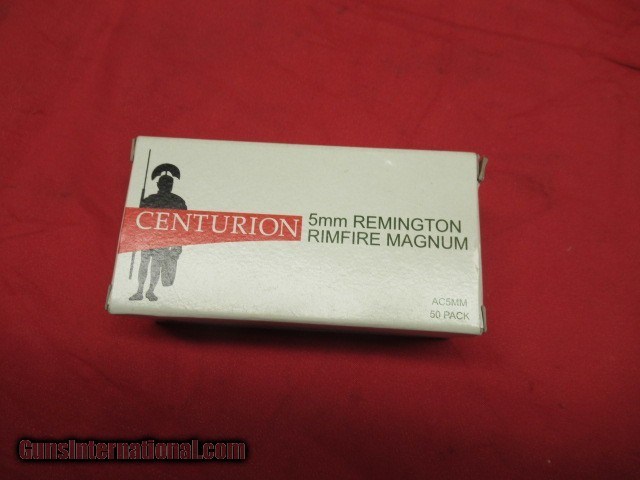 CENTURION
5mm REMINGTON
RIMFIRE MAGNUM
AC5MM
50 PACK
GunsInternational.com